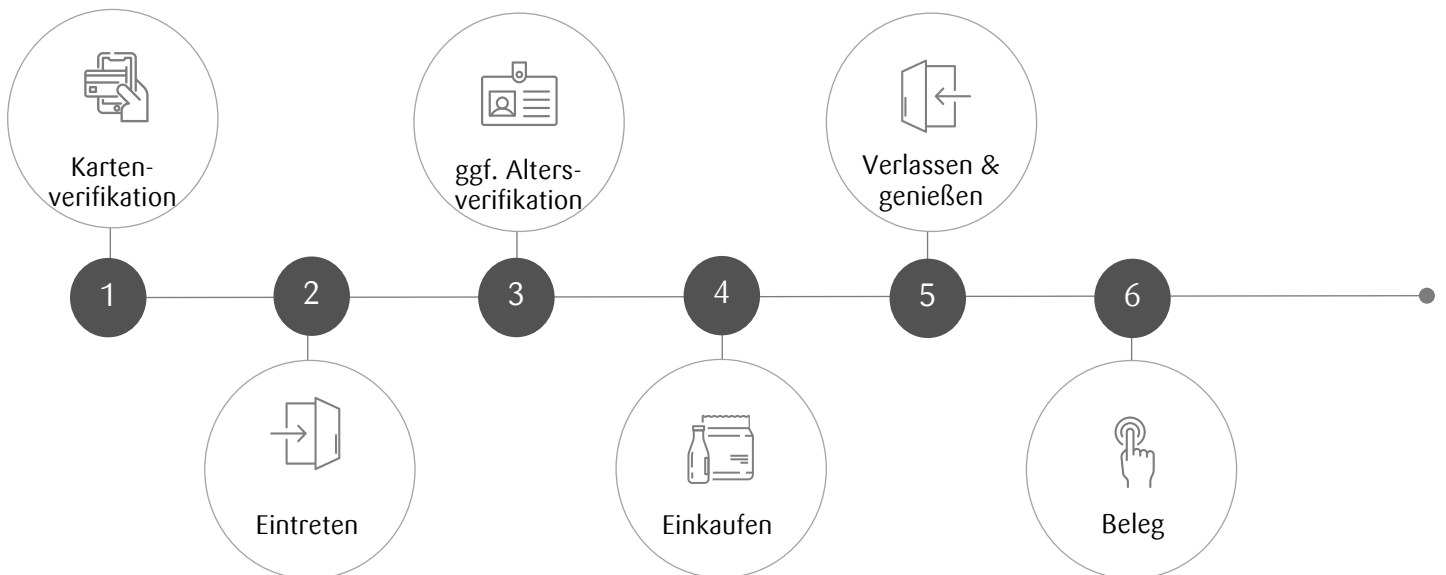 Karten-
verifikation
ggf. Alters-
verifikation
Verlassen &
genießen
1
2
3
4
5
6
Eintreten
Einkaufen
Beleg